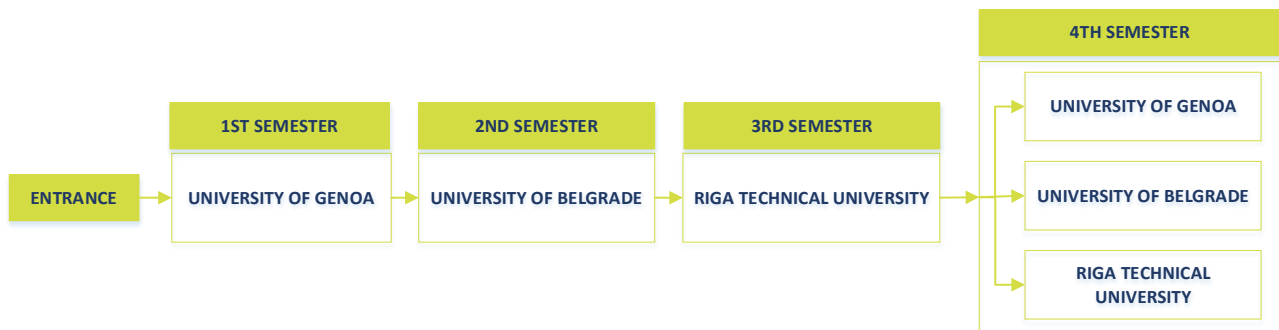 ENTRANCE
1ST SEMESTER
UNIVERSITY OF GENOA
2ND SEMESTER
UNIVERSITY OF BELGRADE
3RD SEMESTER
RIGA TECHNICAL UNIVERSITY
4TH SEMESTER
UNIVERSITY OF GENOA
UNIVERSITY OF BELGRADE
RIGA TECHNICAL
UNIVERSITY